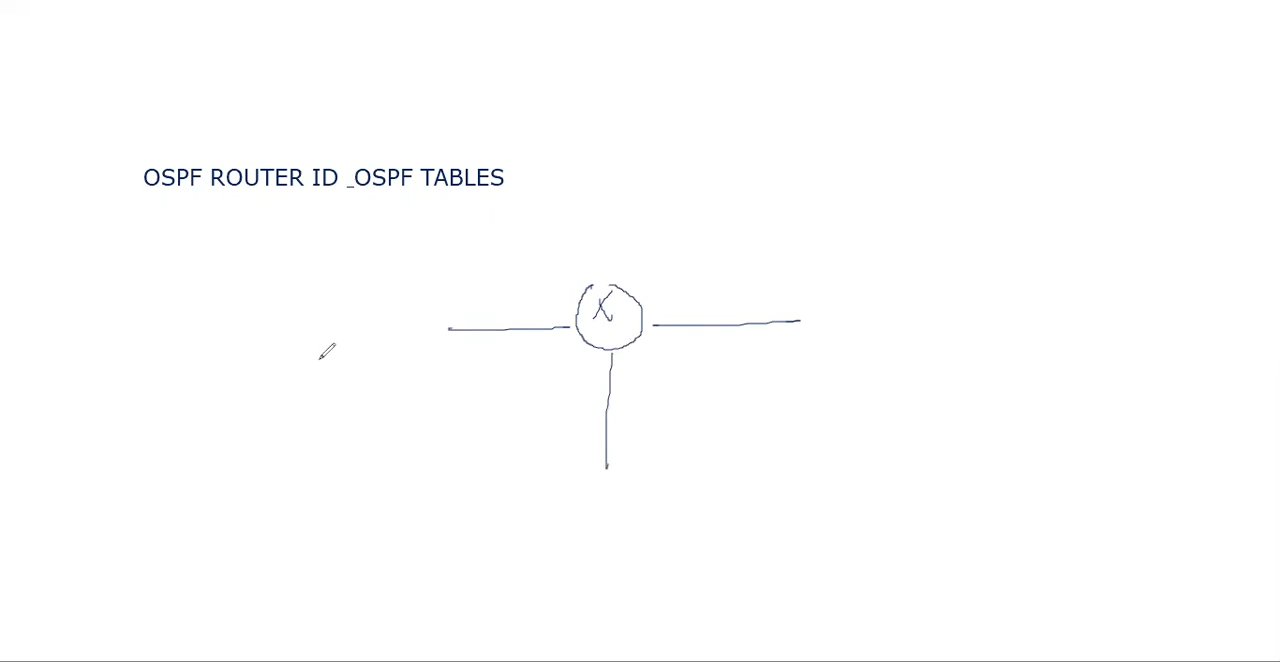 OSPF ROUTER ID _OSPF TABLES
X